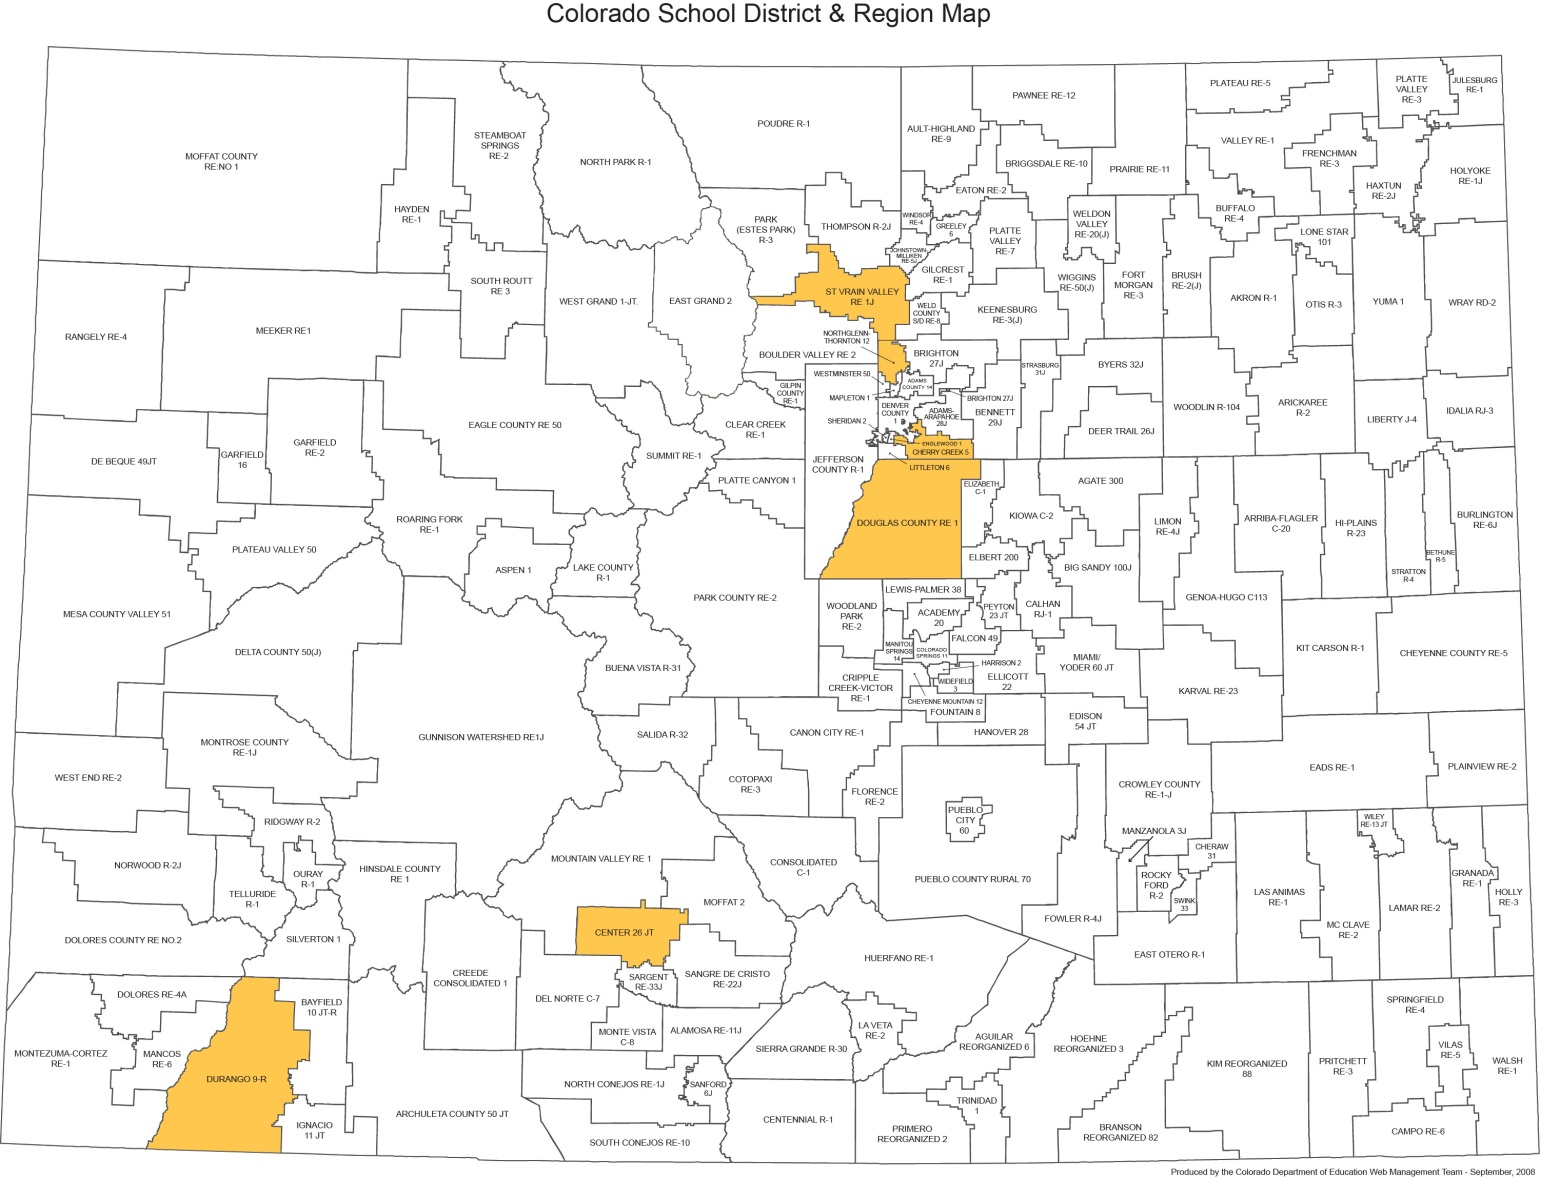 Colorado School District & Region Map
MOFFAT COUNTY
RE:NO 1
HAYDEN
RE-1
STEAMBOAT
SPRINGS
RE-2
NORTH PARK R-1
POUDRE R-1
AULT-HIGHLAND
RE-9
PAWNEE RE-12
BRIGGSDALE RE-10
PRAIRIE RE-11
PLATEAU RE-5
VALLEY RE-1
FRENCHMAN
RE-3
PLATTE
VALLEY
RE-3
JULESBURG
RE-1
HAXTUN
RE-2J
HOLYOKE
RE-1J
EATON RE-2
BUFFALO
RE-4
LONE STAR
101
PARK
(ESTES PARK)
R-3
THOMPSON R-2J
WINDSOR
RE-4
GREELEY
6
PLATTE
VALLEY
RE-7
WELDON
VALLEY
RE-20(J)
JOHNSTOWN-
MILLIKEN
RE-5J
GILCREST
RE-1
WIGGINS
RE-50(J)
FORT
MORGAN
RE-3
BRUSH
RE-2(J)
AKRON R-1
OTIS R-3
YUMA 1
WRAY RD-2
SOUTH ROUTT
RE 3
WEST GRAND 1-JT.
EAST GRAND 2
ST VRAIN VALLEY
RE 1J
WELD
COUNTY
S/D RE-8
KEENESBURG
RE-3(J)
RANGELY RE-4
MEEKER RE1
NORTHGLENN-
THORNTON 12
BOULDER VALLEY RE 2
BRIGHTON
27J
STRASBURG
31J
BYERS 32J
WESTMINSTER 50
ADAMS
COUNTY 14
GILPIN
COUNTY
RE-1
MAPLETON 1
BRIGHTON 27J
DENVER
COUNTY
1
ADAMS-
ARAPAHOE
28J
BENNETT
29J
SHERIDAN 2
DEER TRAIL 26J
WOODLIN R-104
ARICKAREE
R-2
LIBERTY J-4
IDALIA RJ-3
EAGLE COUNTY RE 50
CLEAR CREEK
RE-1
ENGLEWOOD 1
CHERRY CREEK 5
LITTLETON 6
JEFFERSON
COUNTY R-1
DE BEQUE 49JT
GARFIELD
16
GARFIELD
RE-2
SUMMIT RE-1
PLATTE CANYON 1
ELIZABETH
C-1
AGATE 300
ROARING FORK
RE-1
DOUGLAS COUNTY RE 1
KIOWA C-2
LIMON
RE-4J
ARRIBA-FLAGLER
C-20
HI-PLAINS
R-23
BURLINGTON
RE-6J
STRATTON
R-4
BETHUNE
R-5
PLATEAU VALLEY 50
ASPEN 1
LAKE COUNTY
R-1
ELBERT 200
BIG SANDY 100J
MESA COUNTY VALLEY 51
PARK COUNTY RE-2
LEWIS-PALMER 38
WOODLAND
PARK
RE-2
ACADEMY
20
PEYTON
23 JT
CALHAN
RJ-1
GENOA-HUGO C113
DELTA COUNTY 50(J)
BUENA VISTA R-31
MANITOU
SPRINGS
14
COLORADO
SPRINGS 11
FALCON 49
HARRISON 2
ELLICOTT
22
MIAMI/
YODER 60 JT
KIT CARSON R-1
CHEYENNE COUNTY RE-5
CRIPPLE
CREEK-VICTOR
RE-1
WIDEFIELD
3
CHEYENNE MOUNTAIN 12
FOUNTAIN 8
KARVAL RE-23
EDISON
54 JT
HANOVER 28
MONTROSE COUNTY
RE-1J
GUNNISON WATERSHED RE1J
SALIDA R-32
CANON CITY RE-1
WEST END RE-2
COTOPAXI
RE-3
FLORENCE
RE-2
CROWLEY COUNTY
RE-1-J
EADS RE-1
PLAINVIEW RE-2
PUEBLO
CITY
60
RIDGWAY R-2
MANZANOLA 3J
WILEY
RE-13 JT
CHERAW
31
NORWOOD R-2J
HINSDALE COUNTY
RE 1
MOUNTAIN VALLEY RE 1
CONSOLIDATED
C-1
PUEBLO COUNTY RURAL 70
OURAY
R-1
TELLURIDE
R-1
ROCKY
FORD
R-2
SWINK
33
LAS ANIMAS
RE-1
LAMAR RE-2
GRANADA
RE-1
HOLLY
RE-3
MOFFAT 2
FOWLER R-4J
MC CLAVE
RE-2
DOLORES COUNTY RE NO.2
SILVERTON 1
CENTER 26 JT
EAST OTERO R-1
HUERFANO RE-1
CREEDE
CONSOLIDATED 1
SARGENT
RE-33J
SANGRE DE CRISTO
RE-22J
DEL NORTE C-7
DOLORES RE-4A
BAYFIELD
10 JT-R
MONTE VISTA
C-8
ALAMOSA RE-11J
LA VETA
RE-2
SIERRA GRANDE R-30
AGUILAR
REORGANIZED 6
HOEHNE
REORGANIZED 3
SPRINGFIELD
RE-4
MONTEZUMA-CORTEZ
RE-1
MANCOS
RE-6
DURANGO 9-R
KIM REORGANIZED
88
PRITCHETT
RE-3
VILAS
RE-5
WALSH
RE-1
NORTH CONEJOS RE-1J
SANFORD
6J
TRINIDAD
1
ARCHULETA COUNTY 50 JT
IGNACIO
11 JT
CENTENNIAL R-1
PRIMERO
REORGANIZED 2
BRANSON
REORGANIZED 82
CAMPO RE-6
SOUTH CONEJOS RE-10
Produced by the Colorado Department of Education Web Management Team - September, 2008